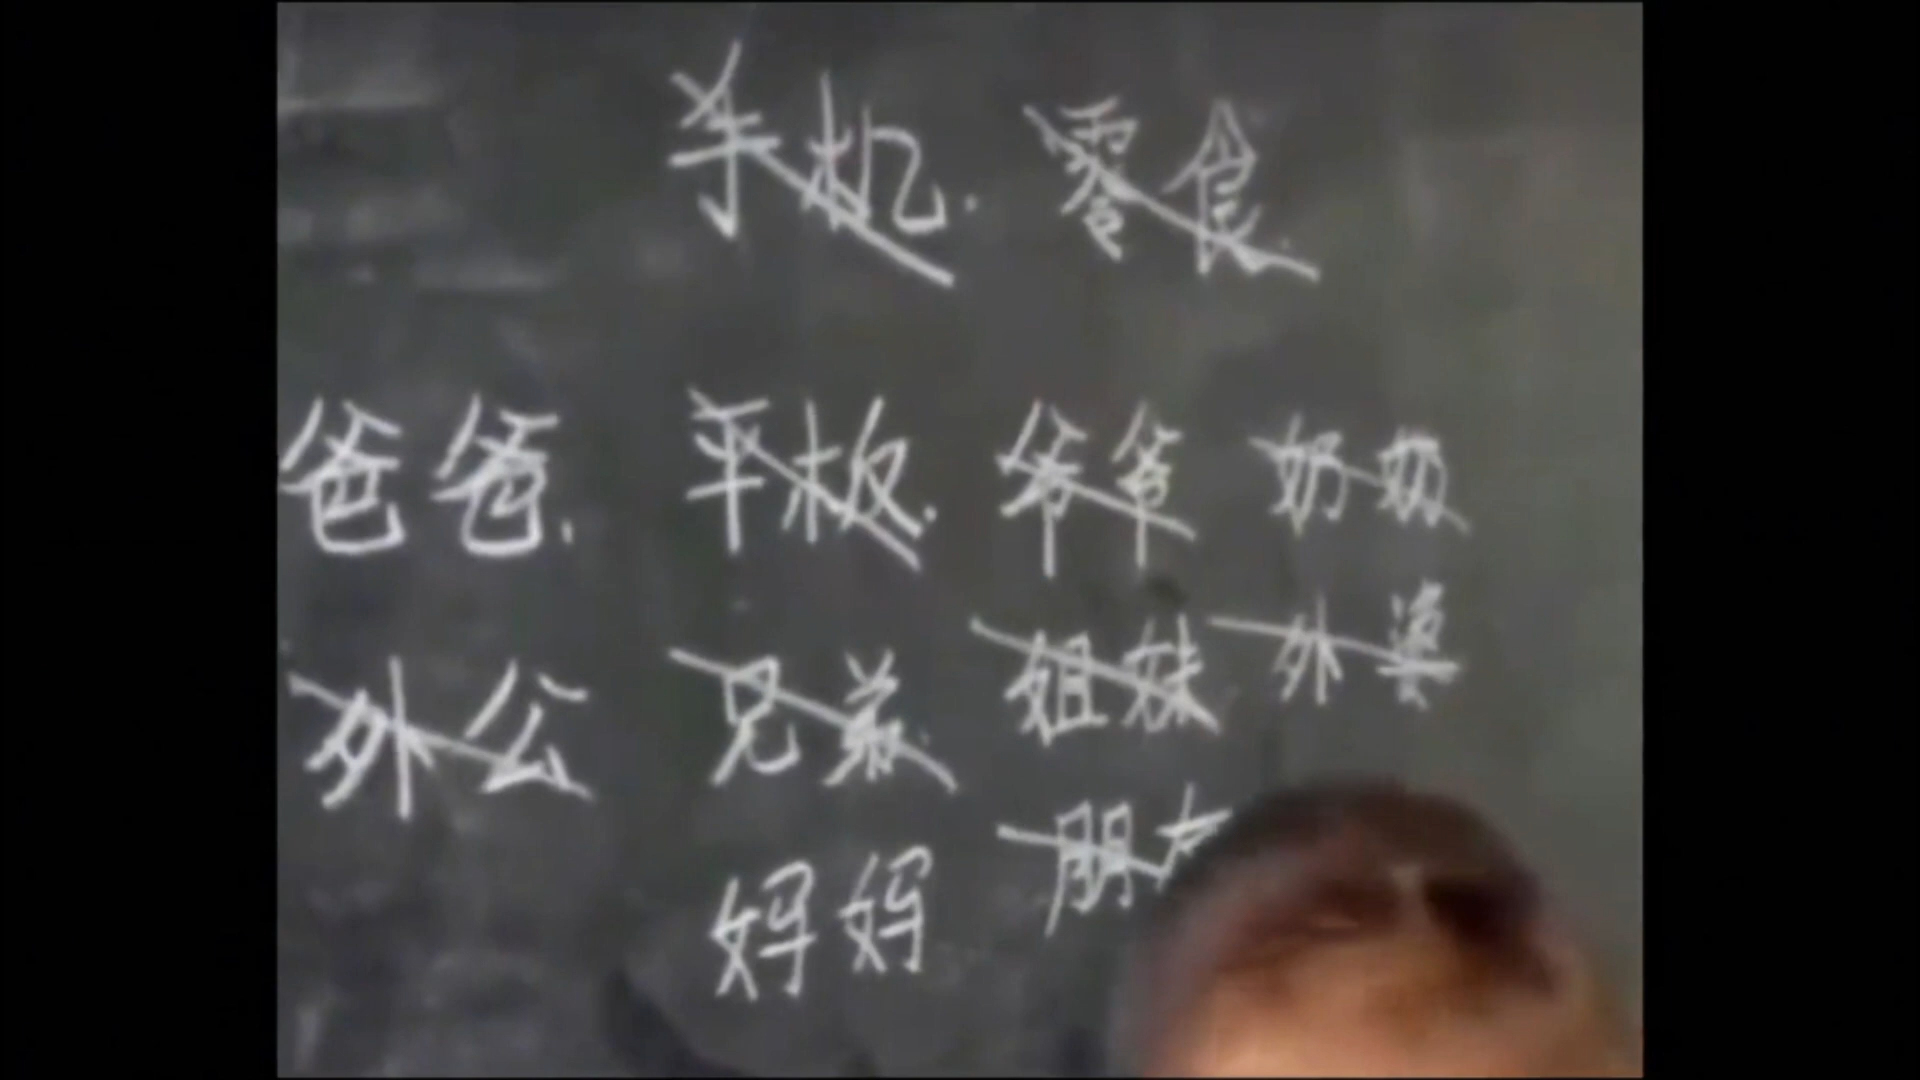 手机. 零食.
爸爸. 平板. 爷爷 奶奶
外公 兄弟. 姐妹 外婆
妈妈 朋